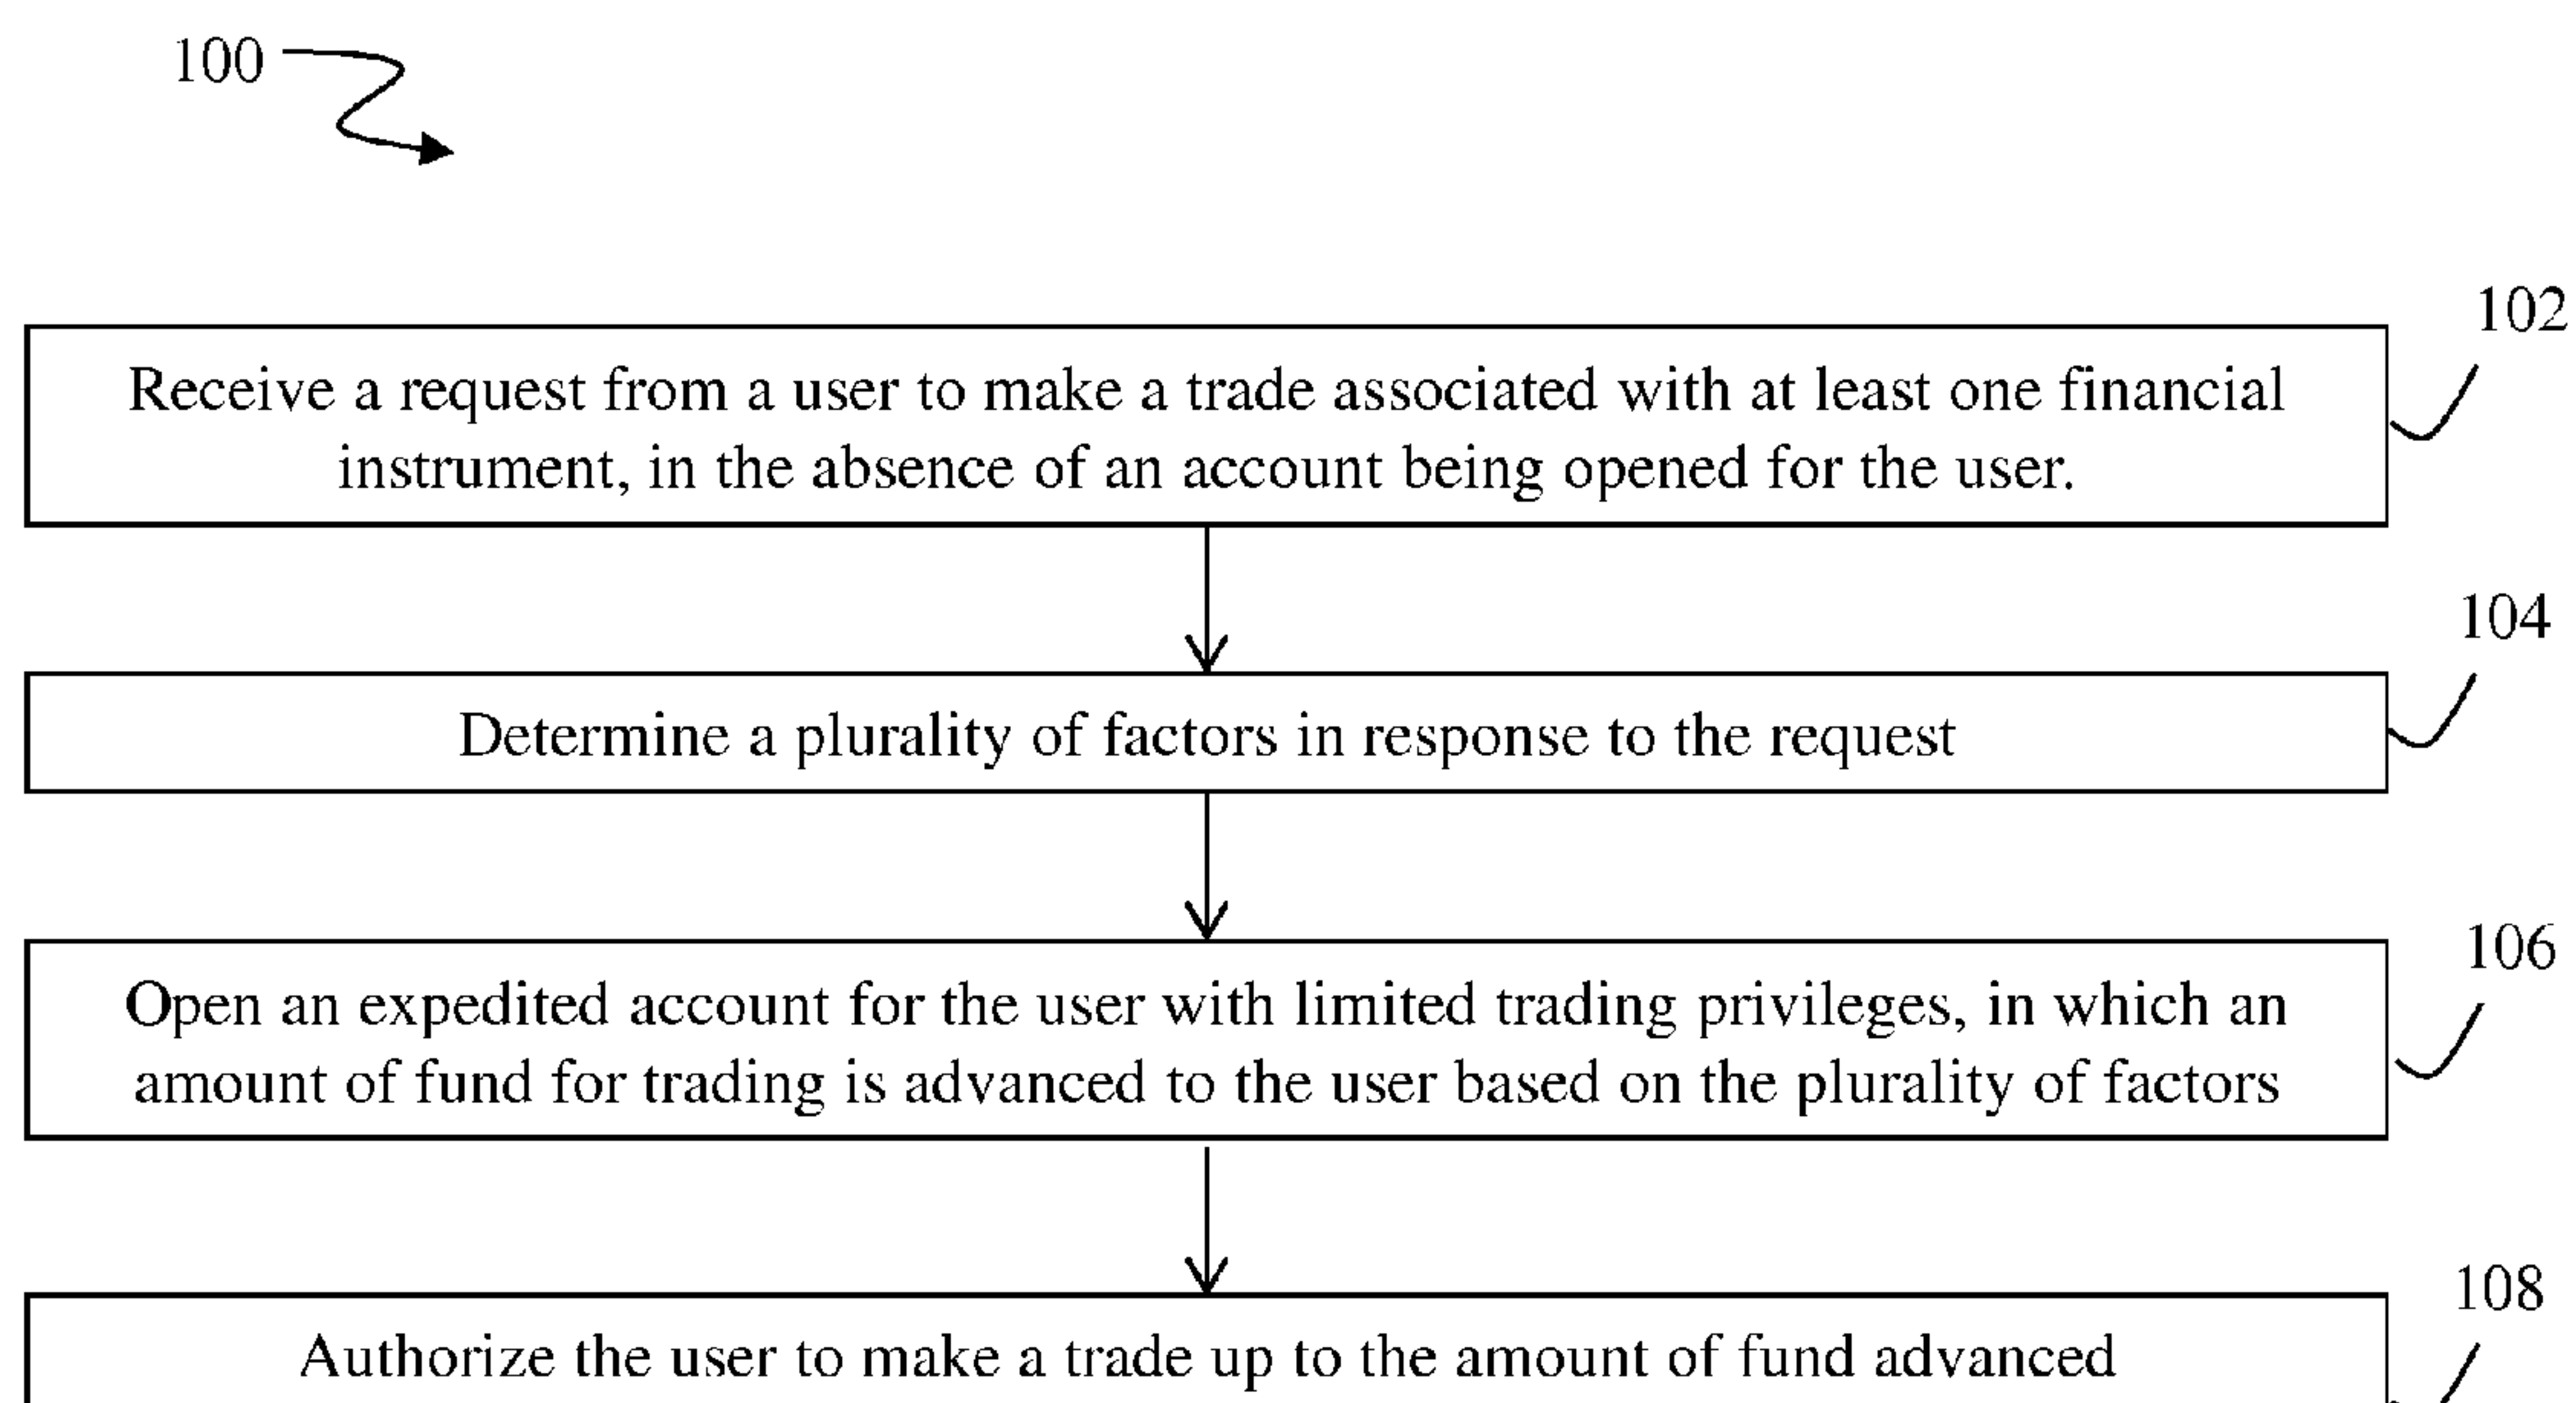 100
102
Receive a request from a user to make a trade associated with at least one financial
instrument, in the absence of an account being opened for the user.
104
Determine a plurality of factors in response to the request
106
Open an expedited account for the user with limited trading privileges, in which an
amount of fund for trading is advanced to the user based on the plurality of factors
108
Authorize the user to make a trade up to the amount of fund advanced